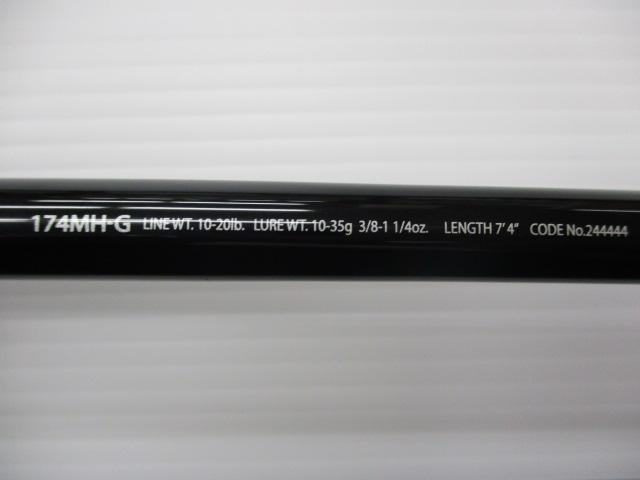 174MH-G LINE WT. 10-20lb. LURE WT. 10-35g 3/8-1 1/4oz. LENGTH 7' 4" CODE No.244444